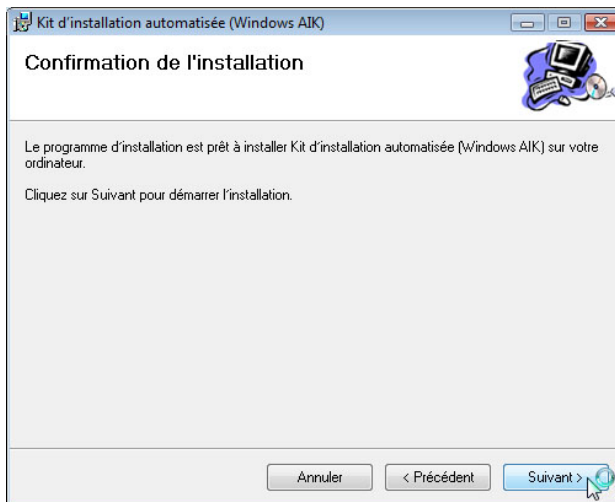 Kit d'installation automatisée (Windows AIK)
Confirmation de l'installation
Le programme d'installation est prêt à installer Kit d'installation automatisée (Windows AIK) sur votre
ordinateur.
Cliquez sur Suivant pour démarrer l'installation.
Annuler
< Précédent
Suivant >